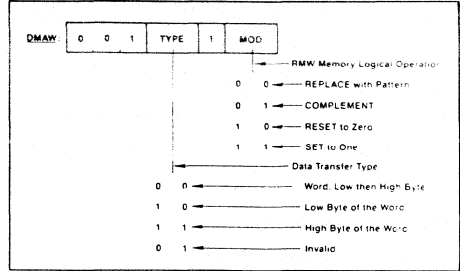 DMAW: 0 0 1 TYPE 1 MOD
RMW Memory Logical Operation
0 0 REPLACE with Pattern
0 1 COMPLEMENT
1 0 RESET to Zero
1 1 SET to One
Data Transfer Type
0 0 Word, Low then High Byte
1 0 Low Byte of the Word
1 1 High Byte of the Word
0 1 Invalid